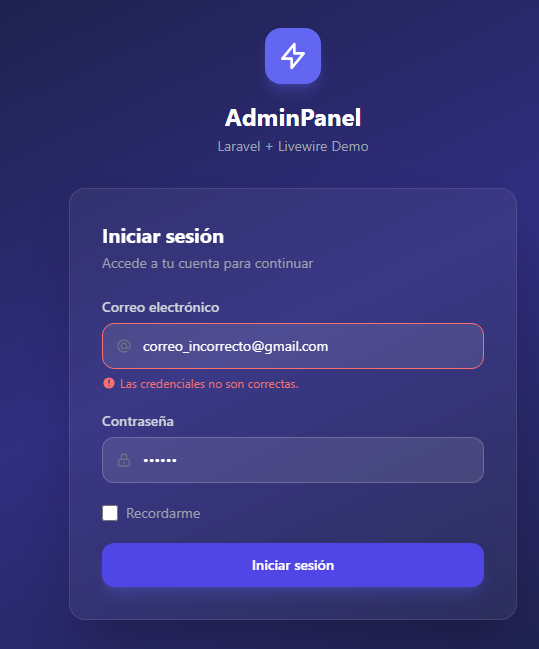 AdminPanel
Laravel + Livewire Demo
Iniciar sesión
Accede a tu cuenta para continuar
Correo electrónico
correo_incorrecto@gmail.com
Las credenciales no son correctas.
Contraseña
••••••
Recordarme
Iniciar sesión